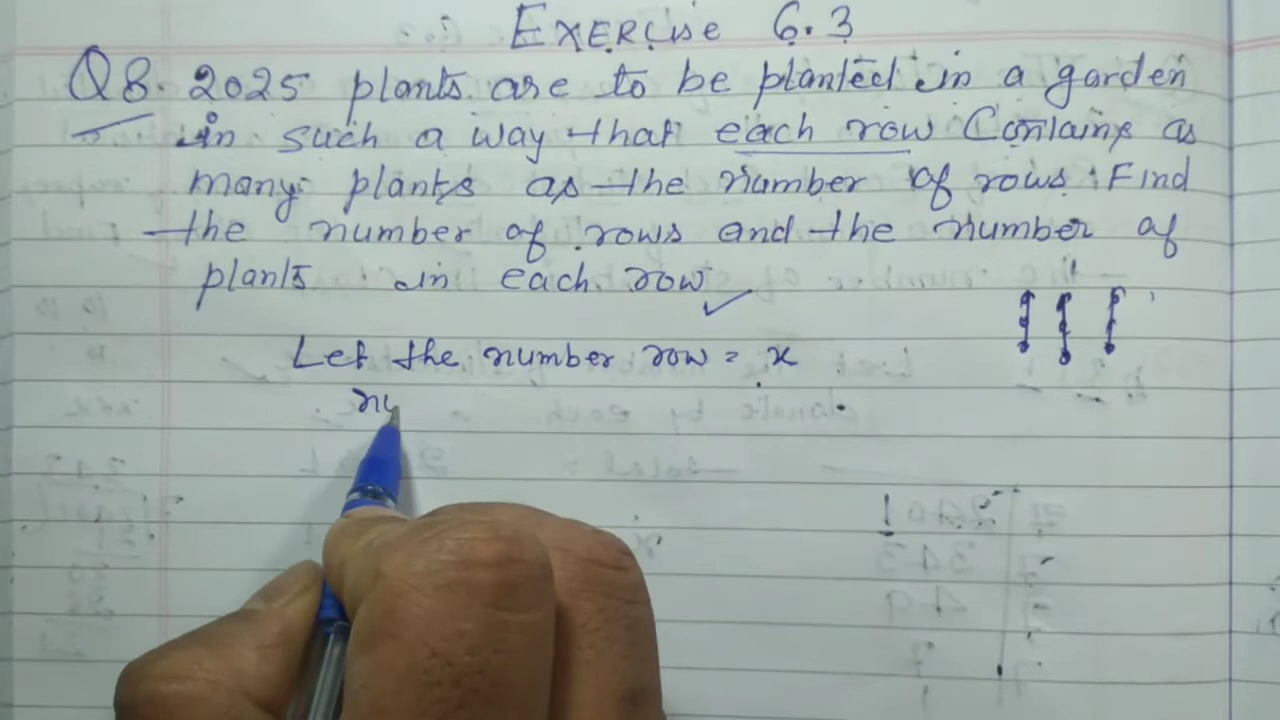 Exercise 6.3
Q8. 2025 plants are to be planted in a garden
in such a way that each row Contains as
many plants as the number of rows. Find
the number of rows and the number of
plants in each row
Let the number row = x
nu